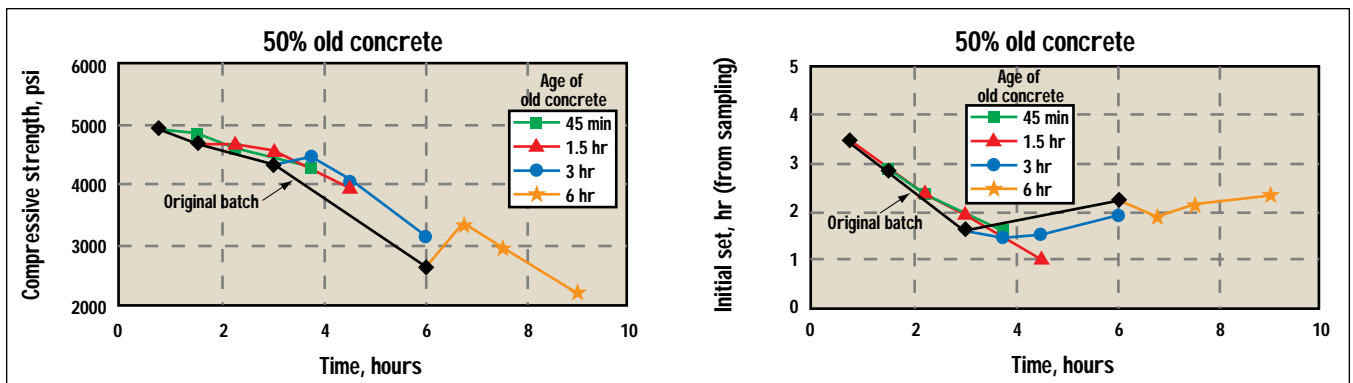 50% old concrete
Compressive strength, psi
6000
5000
4000
3000
2000
Age of
old concrete
45 min
1.5 hr
3 hr
6 hr
Original batch
0 2 4 6 8 10
Time, hours
50% old concrete
Initial set, hr (from sampling)
5
4
3
2
1
0
Age of
old concrete
45 min
1.5 hr
3 hr
6 hr
Original batch
0 2 4 6 8 10
Time, hours